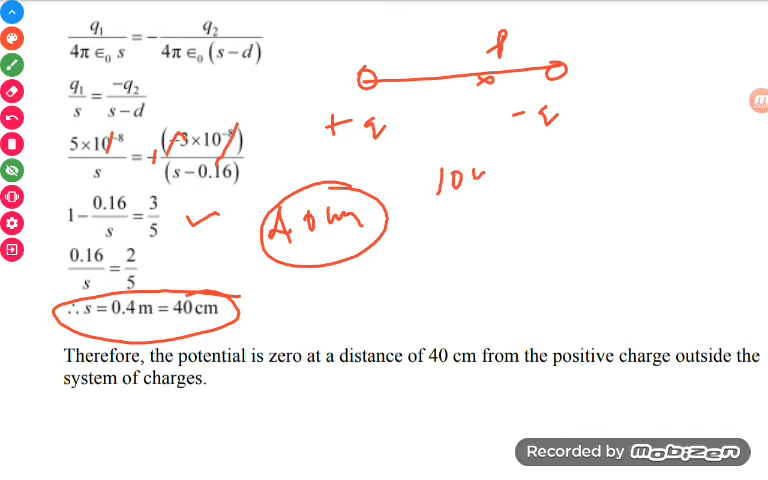 q₁/4π ∈₀ s = − q₂/4π ∈₀ (s−d)
q₁/s = −q₂/s−d
5×10⁻⁸/s = − (−3×10⁻⁸)/(s−0.16)
1− 0.16/s = 3/5
0.16/s = 2/5
∴ s = 0.4 m = 40 cm
P
+ q
- q
40 cm
Therefore, the potential is zero at a distance of 40 cm from the positive charge outside the
system of charges.
Recorded by mobizen